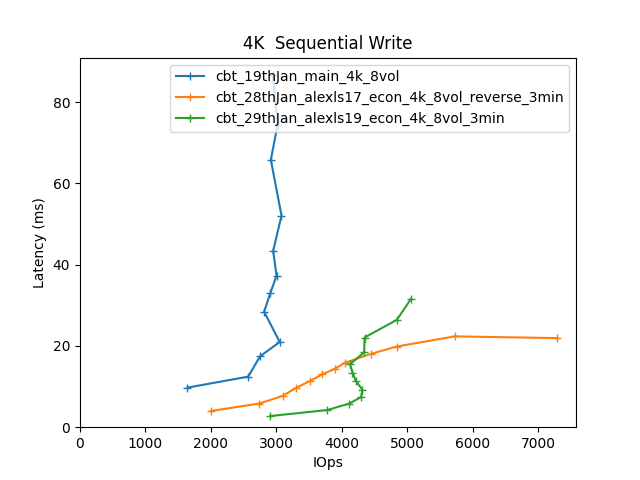 4K  Sequential Write
cbt_19thJan_main_4k_8vol
cbt_28thJan_alexls17_econ_4k_8vol_reverse_3min
cbt_29thJan_alexls19_econ_4k_8vol_3min
Latency (ms)
80
60
40
20
0
0 1000 2000 3000 4000 5000 6000 7000
IOps